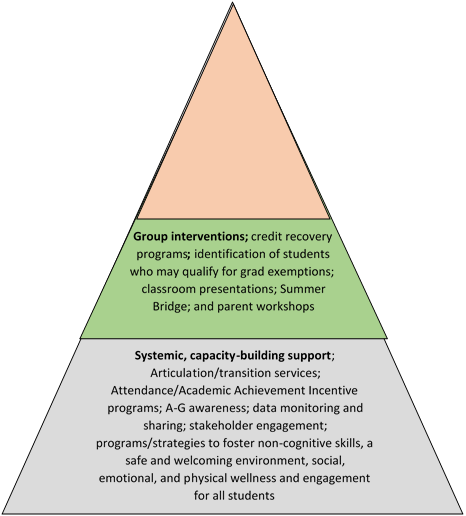 Group interventions; credit recovery
programs; identification of students
who may qualify for grad exemptions;
classroom presentations; Summer
Bridge; and parent workshops
Systemic, capacity-building support;
Articulation/transition services;
Attendance/Academic Achievement Incentive
programs; A-G awareness; data monitoring and
sharing; stakeholder engagement;
programs/strategies to foster non-cognitive skills, a
safe and welcoming environment, social,
emotional, and physical wellness and engagement
for all students